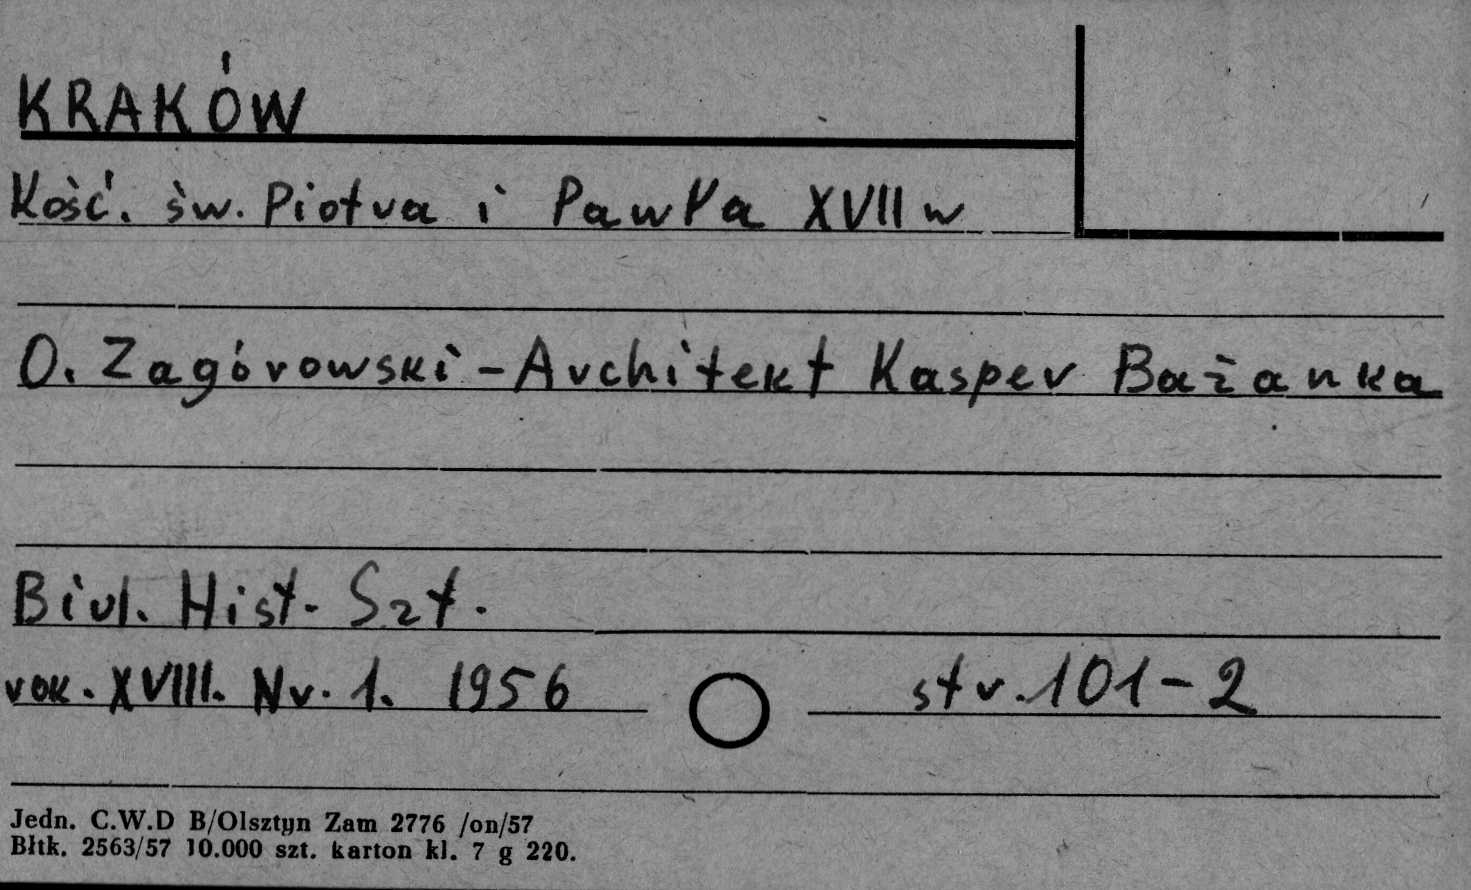 KRAKÓW
Kość. św. Piotra i Pawła XVII w
O. Zagórowski - Architekt Kasper Bażanka
Biul. Hist. Szt.
rok. XVIII. Nr. 1. 1956 str. 101-2
Jedn. C.W.D B/Olsztyn Zam 2776 /on/57
Błtk. 2563/57 10.000 szt. karton kl. 7 g 220.